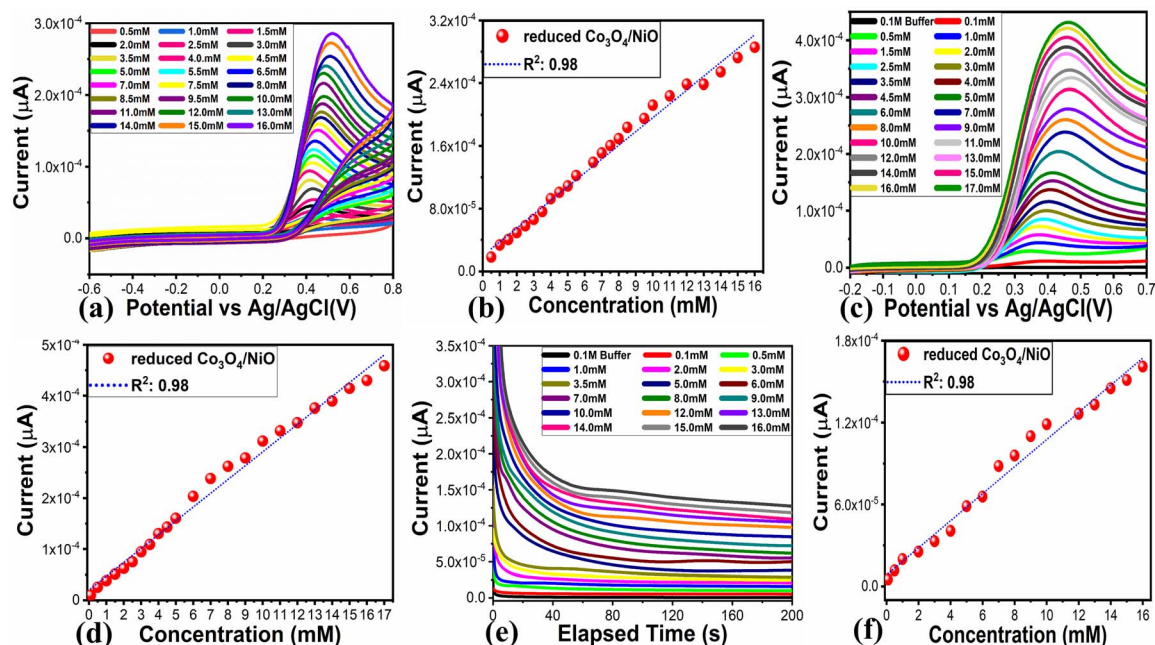 3.0x10⁻⁴
2.0x10⁻⁴
1.0x10⁻⁴
0.0
Current (µA)
0.5mM 1.0mM 1.5mM
2.0mM 2.5mM 3.0mM
3.5mM 4.0mM 4.5mM
5.0mM 5.5mM 6.5mM
7.0mM 7.5mM 8.0mM
8.5mM 9.5mM 10.0mM
11.0mM 12.0mM 13.0mM
14.0mM 15.0mM 16.0mM
-0.6 -0.4 -0.2 0.0 0.2 0.4 0.6 0.8
(a) Potential vs Ag/AgCl(V)
3.2x10⁻⁴
2.4x10⁻⁴
1.6x10⁻⁴
8.0x10⁻⁵
0.0
Current (µA)
reduced Co₃O₄/NiO
R²: 0.98
0 1 2 3 4 5 6 7 8 9 10 11 12 13 14 15 16
(b) Concentration (mM)
4.0x10⁻⁴
3.0x10⁻⁴
2.0x10⁻⁴
1.0x10⁻⁴
0.0
Current (µA)
0.1M Buffer 0.1mM
0.5mM 1.0mM
1.5mM 2.0mM
2.5mM 3.0mM
3.5mM 4.0mM
4.5mM 5.0mM
6.0mM 7.0mM
8.0mM 9.0mM
10.0mM 11.0mM
12.0mM 13.0mM
14.0mM 15.0mM
16.0mM 17.0mM
-0.2 -0.1 0.0 0.1 0.2 0.3 0.4 0.5 0.6 0.7
(c) Potential vs Ag/AgCl(V)
5x10⁻⁴
4x10⁻⁴
3x10⁻⁴
2x10⁻⁴
1x10⁻⁴
0
Current (µA)
reduced Co₃O₄/NiO
R²: 0.98
0 1 2 3 4 5 6 7 8 9 10 11 12 13 14 15 16 17
(d) Concentration (mM)
3.5x10⁻⁴
3.0x10⁻⁴
2.5x10⁻⁴
2.0x10⁻⁴
1.5x10⁻⁴
1.0x10⁻⁴
5.0x10⁻⁵
0.0
Current (µA)
0.1M Buffer 0.1mM 0.5mM
1.0mM 2.0mM 3.0mM
3.5mM 5.0mM 6.0mM
7.0mM 8.0mM 9.0mM
10.0mM 12.0mM 13.0mM
14.0mM 15.0mM 16.0mM
0 40 80 120 160 200
(e) Elapsed Time (s)
1.8x10⁻⁴
1.2x10⁻⁴
6.0x10⁻⁵
0.0
Current (µA)
reduced Co₃O₄/NiO
R²: 0.98
0 2 4 6 8 10 12 14 16
Concentration (mM) (f)